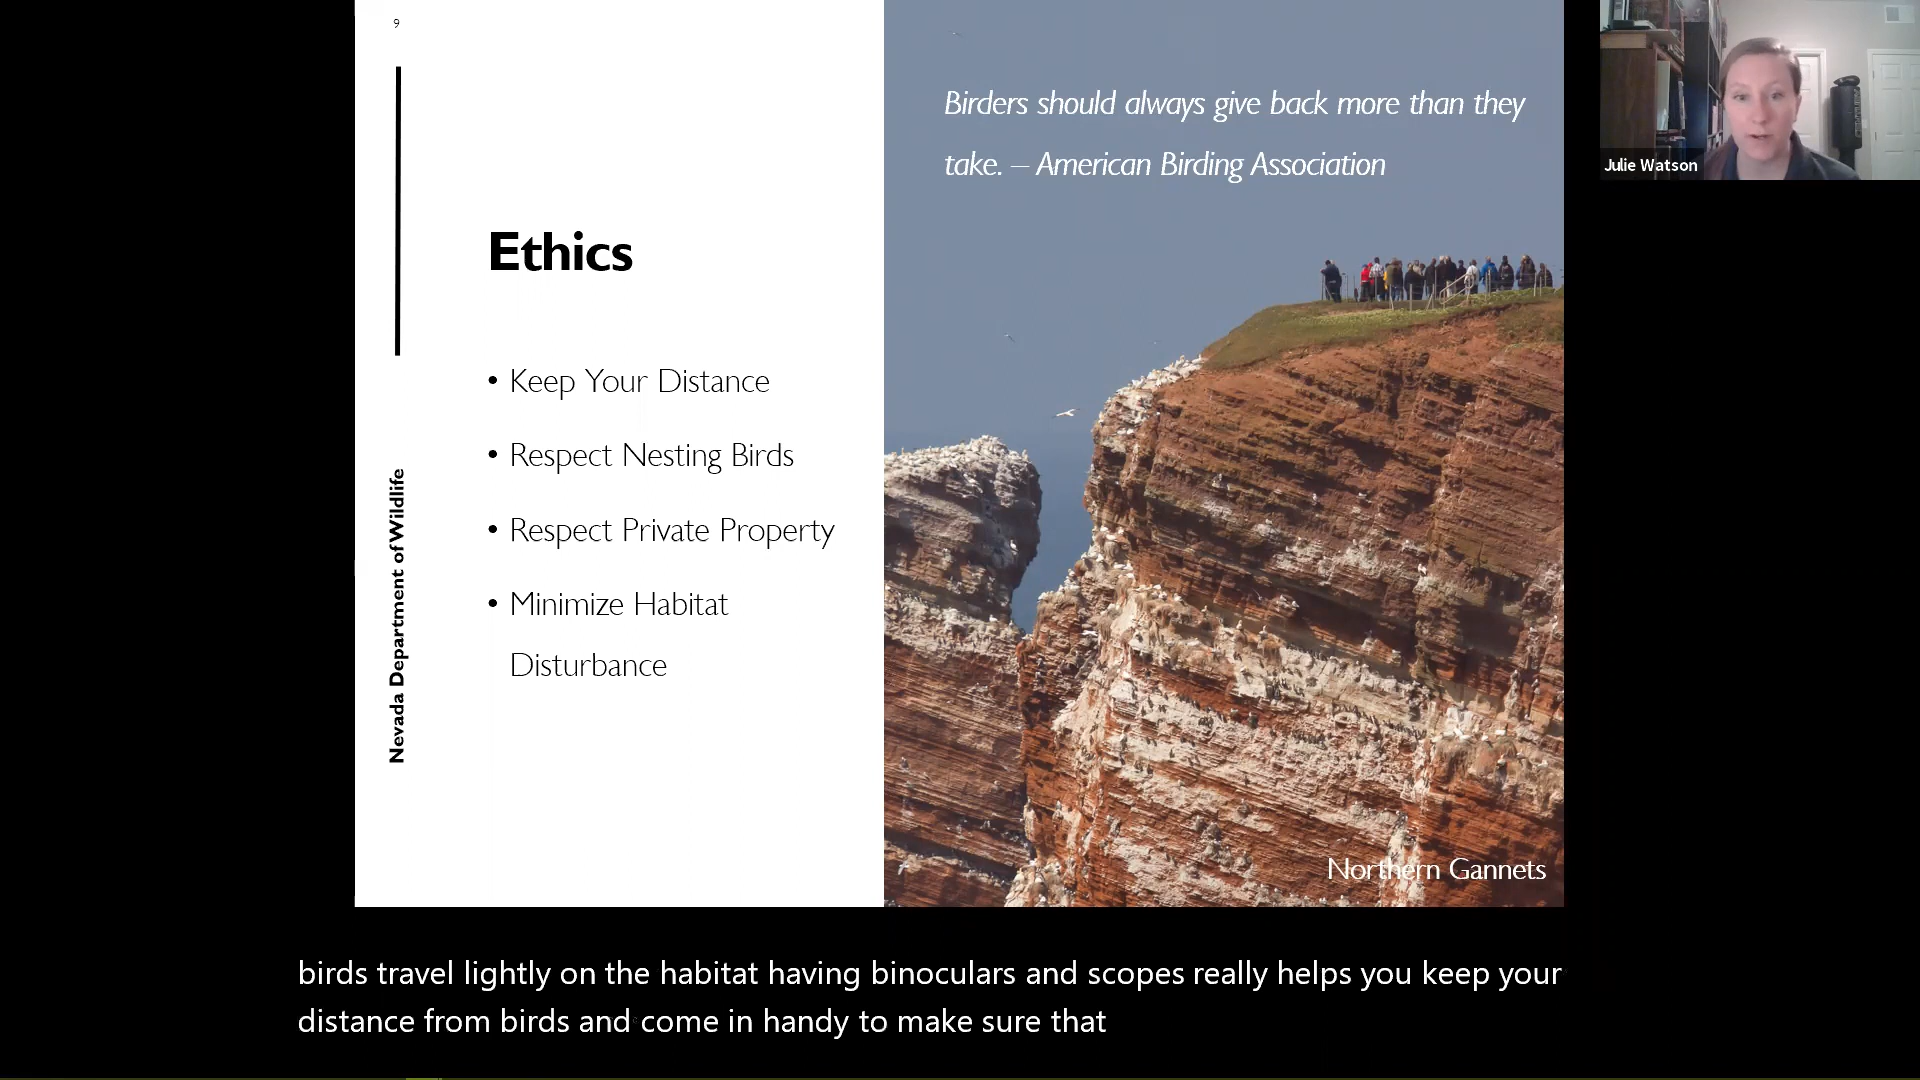 9
Nevada Department of Wildlife
Ethics
• Keep Your Distance
• Respect Nesting Birds
• Respect Private Property
• Minimize Habitat
Disturbance
Birders should always give back more than they
take. – American Birding Association
Northern Gannets
Julie Watson
birds travel lightly on the habitat having binoculars and scopes really helps you keep your
distance from birds and come in handy to make sure that